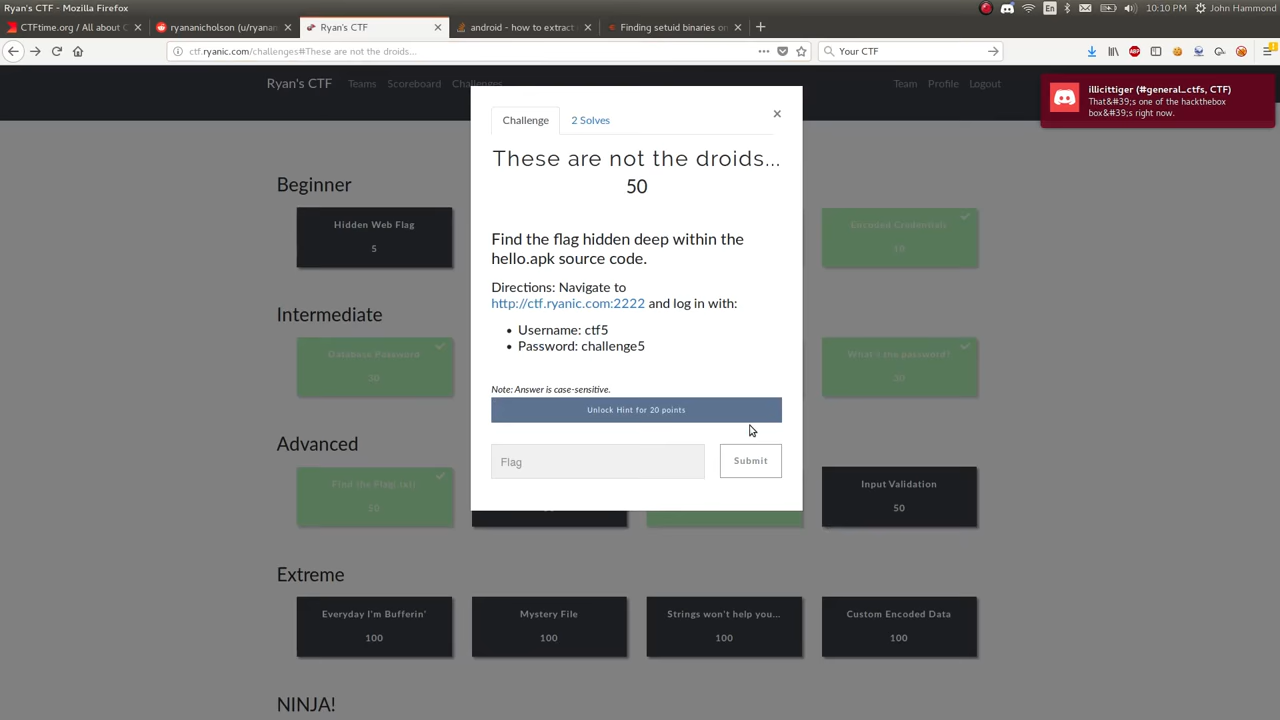 Ryan's CTF - Mozilla Firefox
En
10:10 PM
John Hammond
CTFtime.org / All about C
ryananicholson (u/ryanan
Ryan's CTF
android - how to extract
Finding setuid binaries on
ctf.ryanic.com/challenges#These are not the droids...
Your CTF
Ryan's CTF
Teams
Scoreboard
Challenges
Team
Profile
Logout
illicittiger (#general_ctfs, CTF)
That&#39;s one of the hackthebox
box&#39;s right now.
Challenge
2 Solves
×
These are not the droids...
50
Find the flag hidden deep within the
hello.apk source code.
Directions: Navigate to
http://ctf.ryanic.com:2222 and log in with:
• Username: ctf5
• Password: challenge5
Note: Answer is case-sensitive.
Unlock Hint for 20 points
Flag
Submit
Beginner
Hidden Web Flag
5
Encoded Credentials
10
Intermediate
Database Password
30
What's the password?
30
Advanced
Find the Flag! (txt)
50
Input Validation
50
Extreme
Everyday I'm Bufferin'
100
Mystery File
100
Strings won't help you...
100
Custom Encoded Data
100
NINJA!